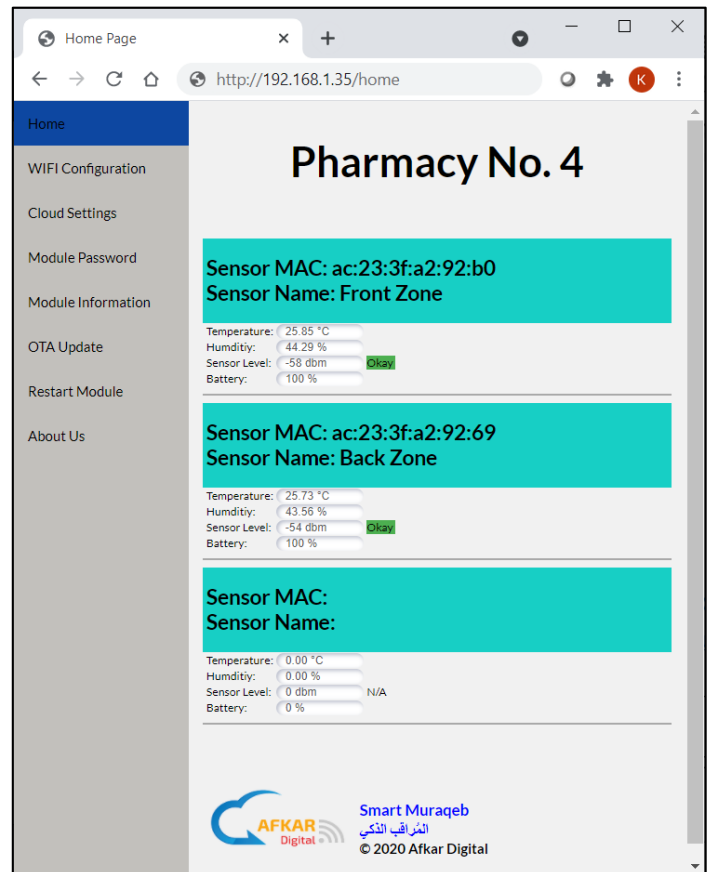 Home Page
http://192.168.1.35/home
K
Home
WIFI Configuration
Cloud Settings
Module Password
Module Information
OTA Update
Restart Module
About Us
Pharmacy No. 4
Sensor MAC: ac:23:3f:a2:92:b0
Sensor Name: Front Zone
Temperature: 25.85 °C
Humditiy: 44.29 %
Sensor Level: -58 dbm Okay
Battery: 100 %
Sensor MAC: ac:23:3f:a2:92:69
Sensor Name: Back Zone
Temperature: 25.73 °C
Humditiy: 43.56 %
Sensor Level: -54 dbm Okay
Battery: 100 %
Sensor MAC:
Sensor Name:
Temperature: 0.00 °C
Humditiy: 0.00 %
Sensor Level: 0 dbm N/A
Battery: 0 %
AFKAR
Digital
Smart Muraqeb
المُراقب الذكي
© 2020 Afkar Digital